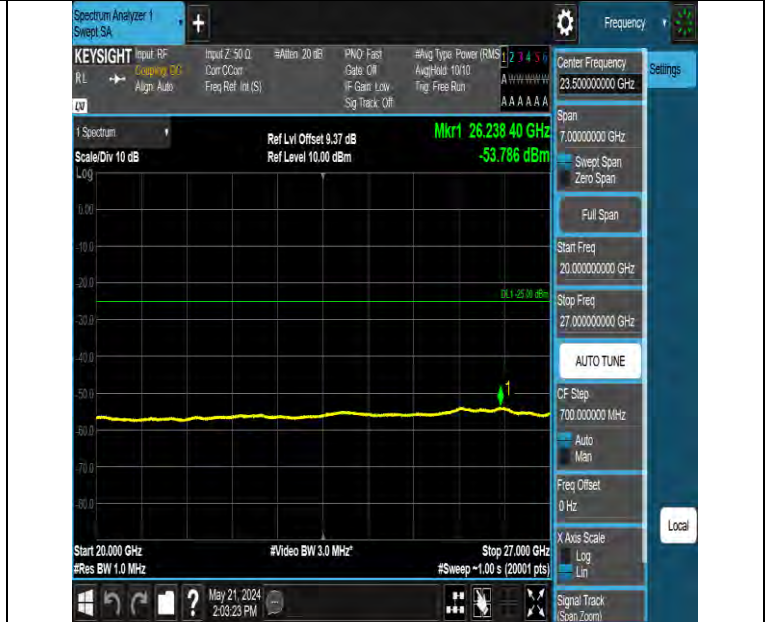 Spectrum Analyzer 1
Swept SA
+
Frequency
KEYSIGHT
RL
Input: RF
Coupling: DC
Align: Auto
Input Z: 50 Ω
Corr CCorr
Freq Ref: Int (S)
#Atten: 20 dB
PNO: Fast
Gate: Off
IF Gain: Low
Sig Track: Off
#Avg Type: Power (RMS
Avg|Hold: 10/10
Trig: Free Run
1 2 3 4 5 6
A W W W W W
A A A A A A
LW
1 Spectrum
Scale/Div 10 dB
Log
Ref Lvl Offset 9.37 dB
Ref Level 10.00 dBm
Mkr1 26.238 40 GHz
-53.786 dBm
0.00
-10.0
-20.0
DL1 -25.00 dBm
-30.0
-40.0
-50.0
1
-60.0
-70.0
-80.0
Start 20.000 GHz
#Res BW 1.0 MHz
#Video BW 3.0 MHz*
Stop 27.000 GHz
#Sweep ~1.00 s (20001 pts)
?
May 21, 2024
2:03:23 PM
Center Frequency
23.500000000 GHz
Span
7.00000000 GHz
Swept Span
Zero Span
Full Span
Start Freq
20.000000000 GHz
Stop Freq
27.000000000 GHz
AUTO TUNE
CF Step
700.000000 MHz
Auto
Man
Freq Offset
0 Hz
X Axis Scale
Log
Lin
Signal Track
(Span Zoom)
Settings
Local